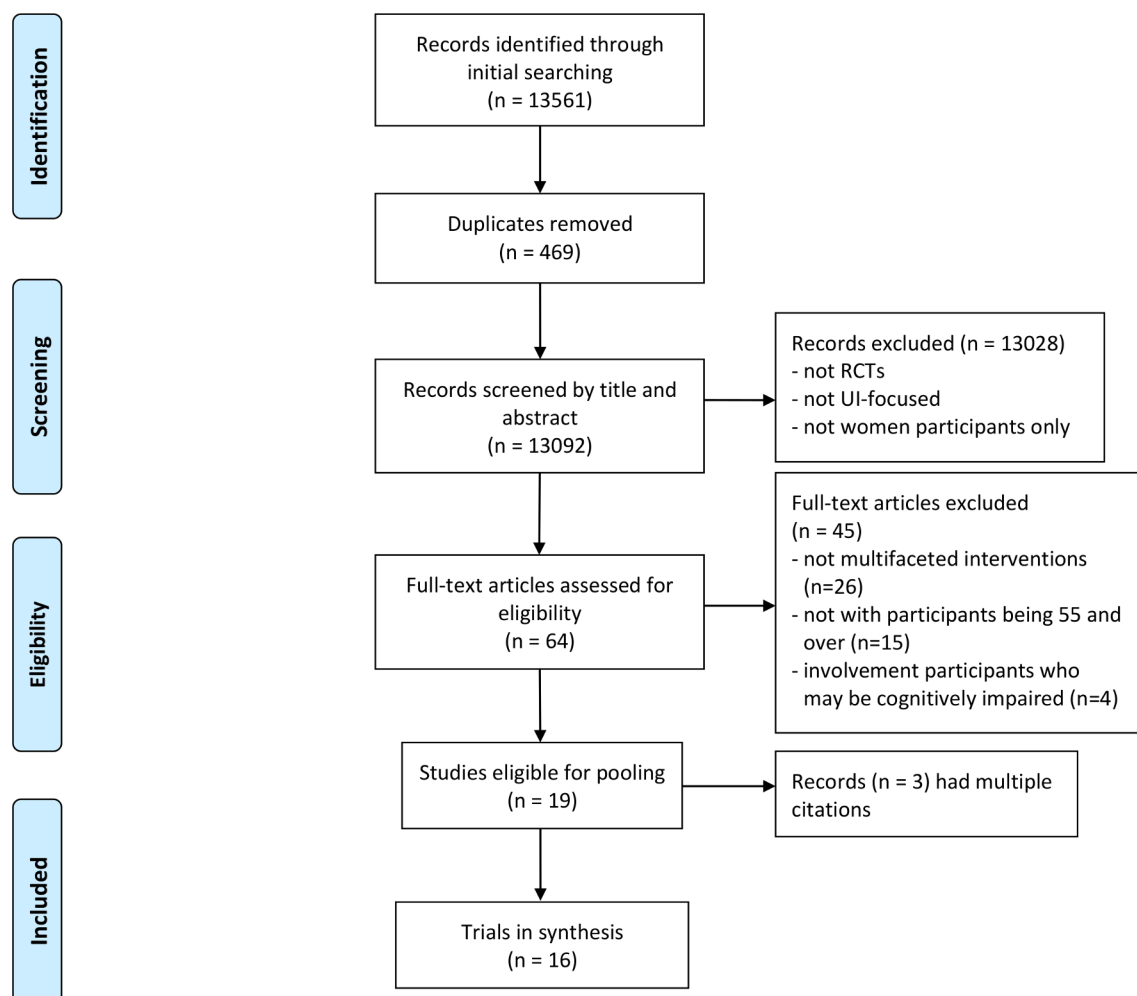 Identification
Records identified through
initial searching
(n = 13561)
Duplicates removed
(n = 469)
Screening
Records screened by title and
abstract
(n = 13092)
Records excluded (n = 13028)
- not RCTs
- not UI-focused
- not women participants only
Eligibility
Full-text articles assessed for
eligibility
(n = 64)
Full-text articles excluded
(n = 45)
- not multifaceted interventions
(n=26)
- not with participants being 55 and
over (n=15)
- involvement participants who
may be cognitively impaired (n=4)
Studies eligible for pooling
(n = 19)
Records (n = 3) had multiple
citations
Included
Trials in synthesis
(n = 16)